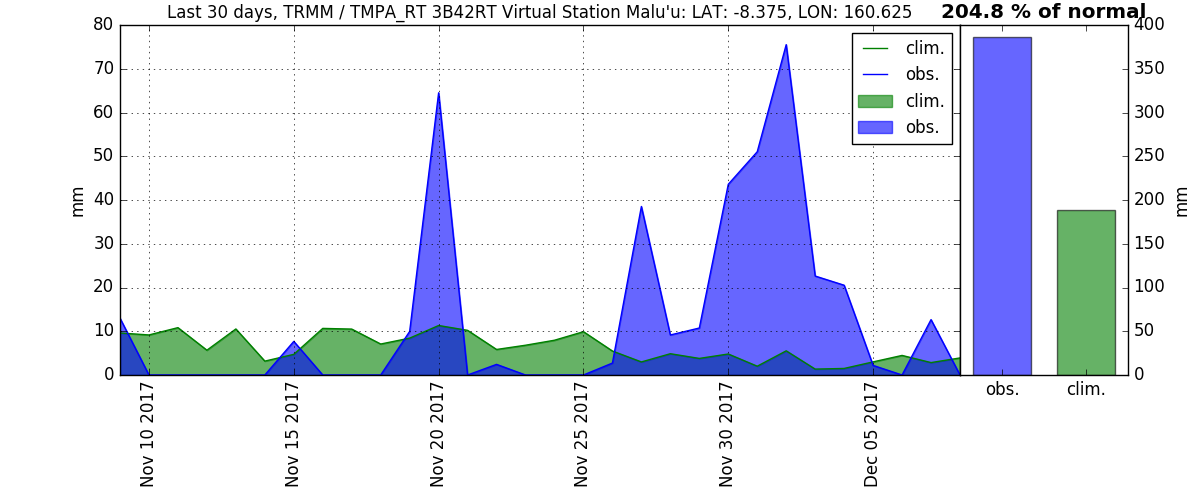 Last 30 days, TRMM / TMPA_RT 3B42RT Virtual Station Malu'u: LAT: -8.375, LON: 160.625
204.8 % of normal
80
70
60
50
40
30
20
10
0
mm
clim.
obs.
clim.
obs.
Nov 10 2017
Nov 15 2017
Nov 20 2017
Nov 25 2017
Nov 30 2017
Dec 05 2017
400
350
300
250
200
150
100
50
0
mm
obs.
clim.